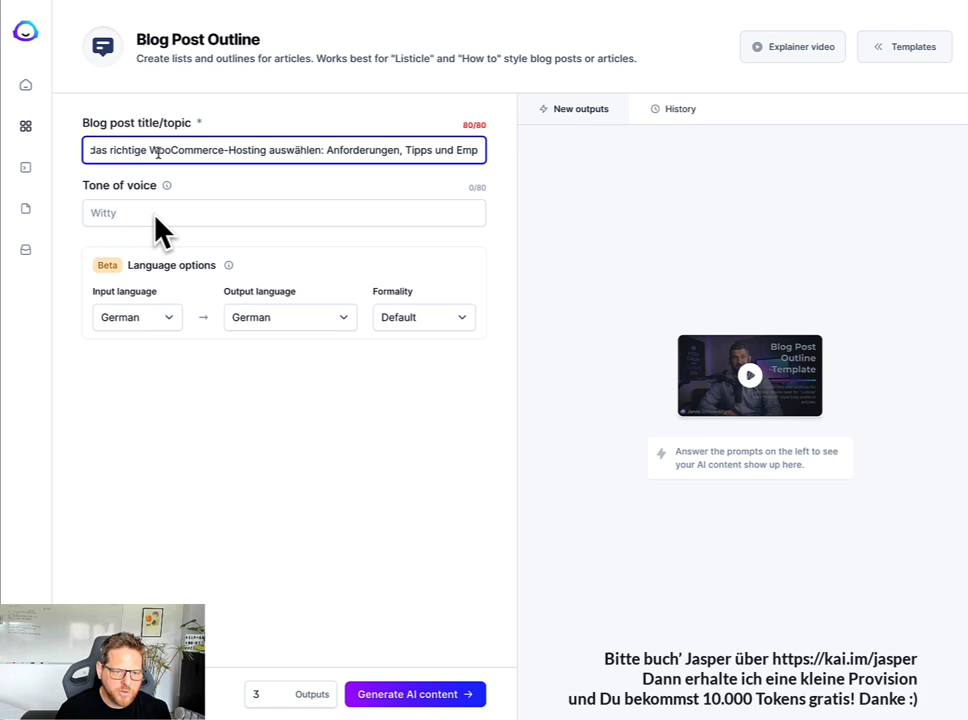 Blog Post Outline
Create lists and outlines for articles. Works best for "Listicle" and "How to" style blog posts or articles.
Explainer video
Templates
New outputs
History
Blog post title/topic *
80/80
das richtige WooCommerce-Hosting auswählen: Anforderungen, Tipps und Emp
Tone of voice
0/80
Witty
Beta Language options
Input language
Output language
Formality
German
German
Default
Blog Post
Outline
Template
Answer the prompts on the left to see
your AI content show up here.
3 Outputs
Generate AI content
Bitte buch’ Jasper über https://kai.im/jasper
Dann erhalte ich eine kleine Provision
und Du bekommst 10.000 Tokens gratis! Danke :)